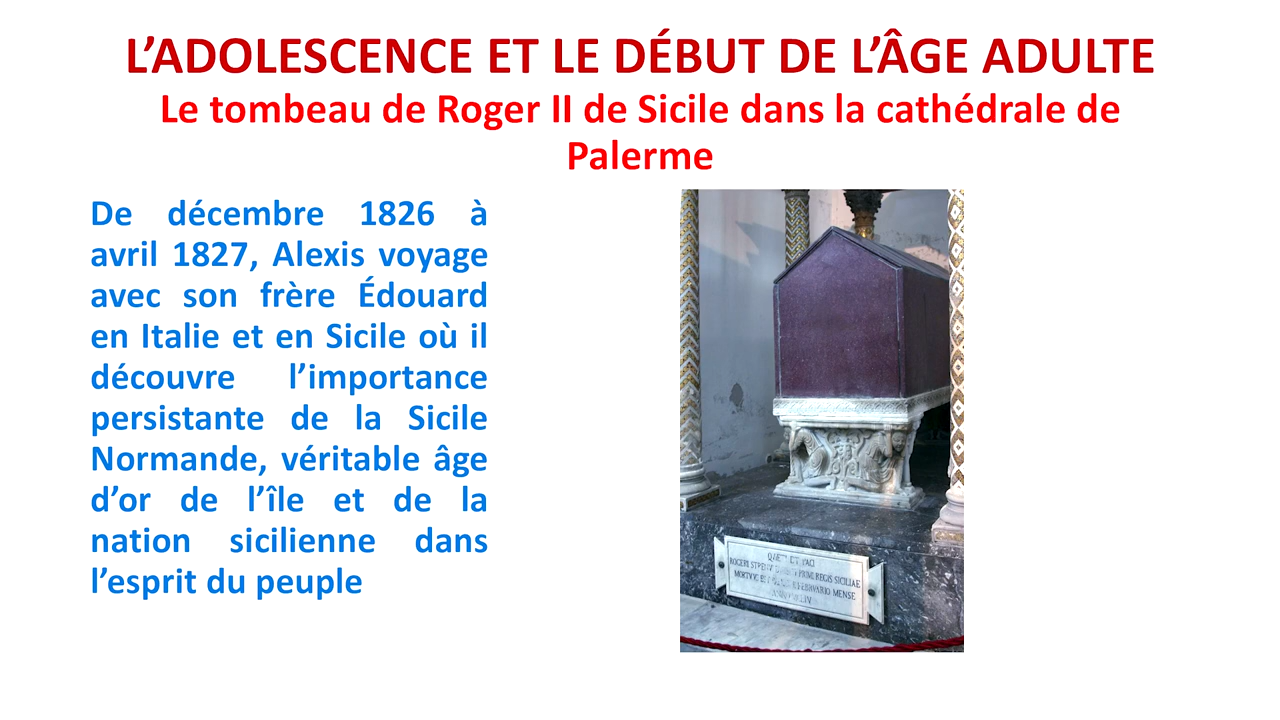 L’ADOLESCENCE ET LE DÉBUT DE L’ÂGE ADULTE
Le tombeau de Roger II de Sicile dans la cathédrale de
Palerme
De décembre 1826 à
avril 1827, Alexis voyage
avec son frère Édouard
en Italie et en Sicile où il
découvre l’importance
persistante de la Sicile
Normande, véritable âge
d’or de l’île et de la
nation sicilienne dans
l’esprit du peuple
ROGERI PRIMI REGIS SICILIAE
MENSE